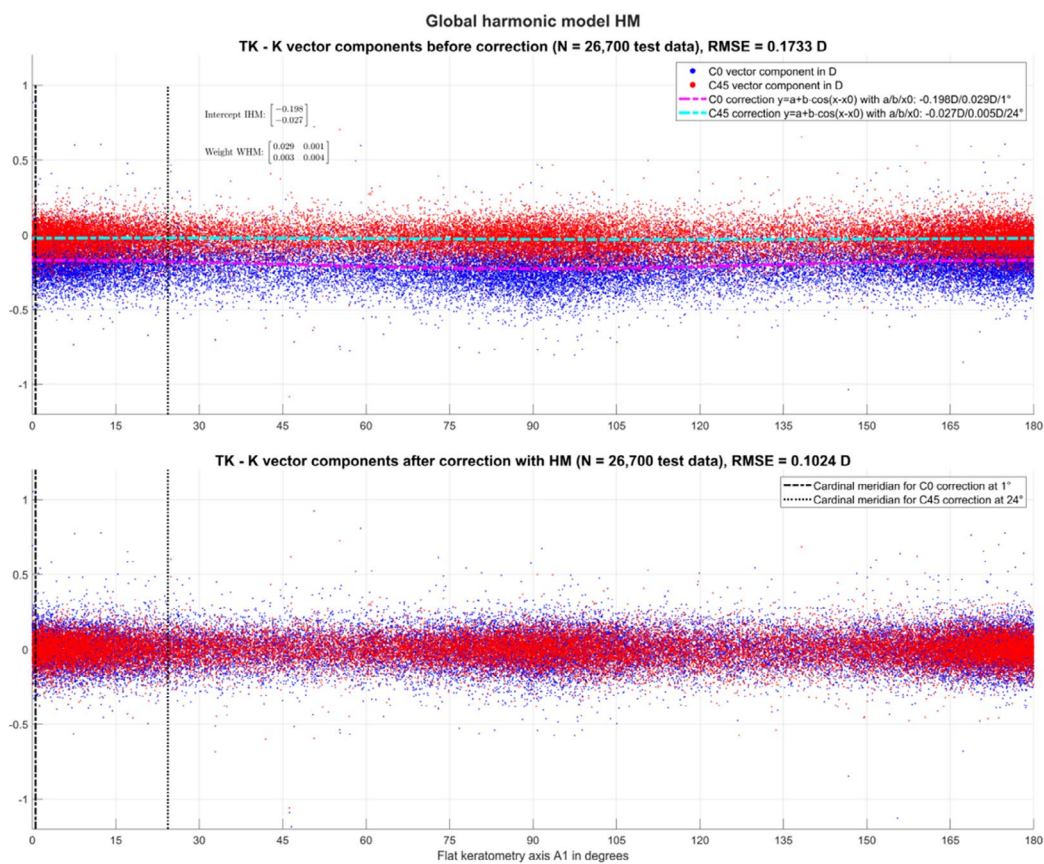 Global harmonic model HM
TK - K vector components before correction (N = 26,700 test data), RMSE = 0.1733 D
C0 vector component in D
C45 vector component in D
C0 correction y=a+b·cos(x-x0) with a/b/x0: -0.198D/0.029D/1°
C45 correction y=a+b·cos(x-x0) with a/b/x0: -0.027D/0.005D/24°
Intercept IHM: [−0.198
−0.027]
Weight WHM: [0.029 0.001
0.003 0.004]
1
0.5
0
-0.5
-1
0 15 30 45 60 75 90 105 120 135 150 165 180
TK - K vector components after correction with HM (N = 26,700 test data), RMSE = 0.1024 D
Cardinal meridian for C0 correction at 1°
Cardinal meridian for C45 correction at 24°
1
0.5
0
-0.5
-1
0 15 30 45 60 75 90 105 120 135 150 165 180
Flat keratometry axis A1 in degrees